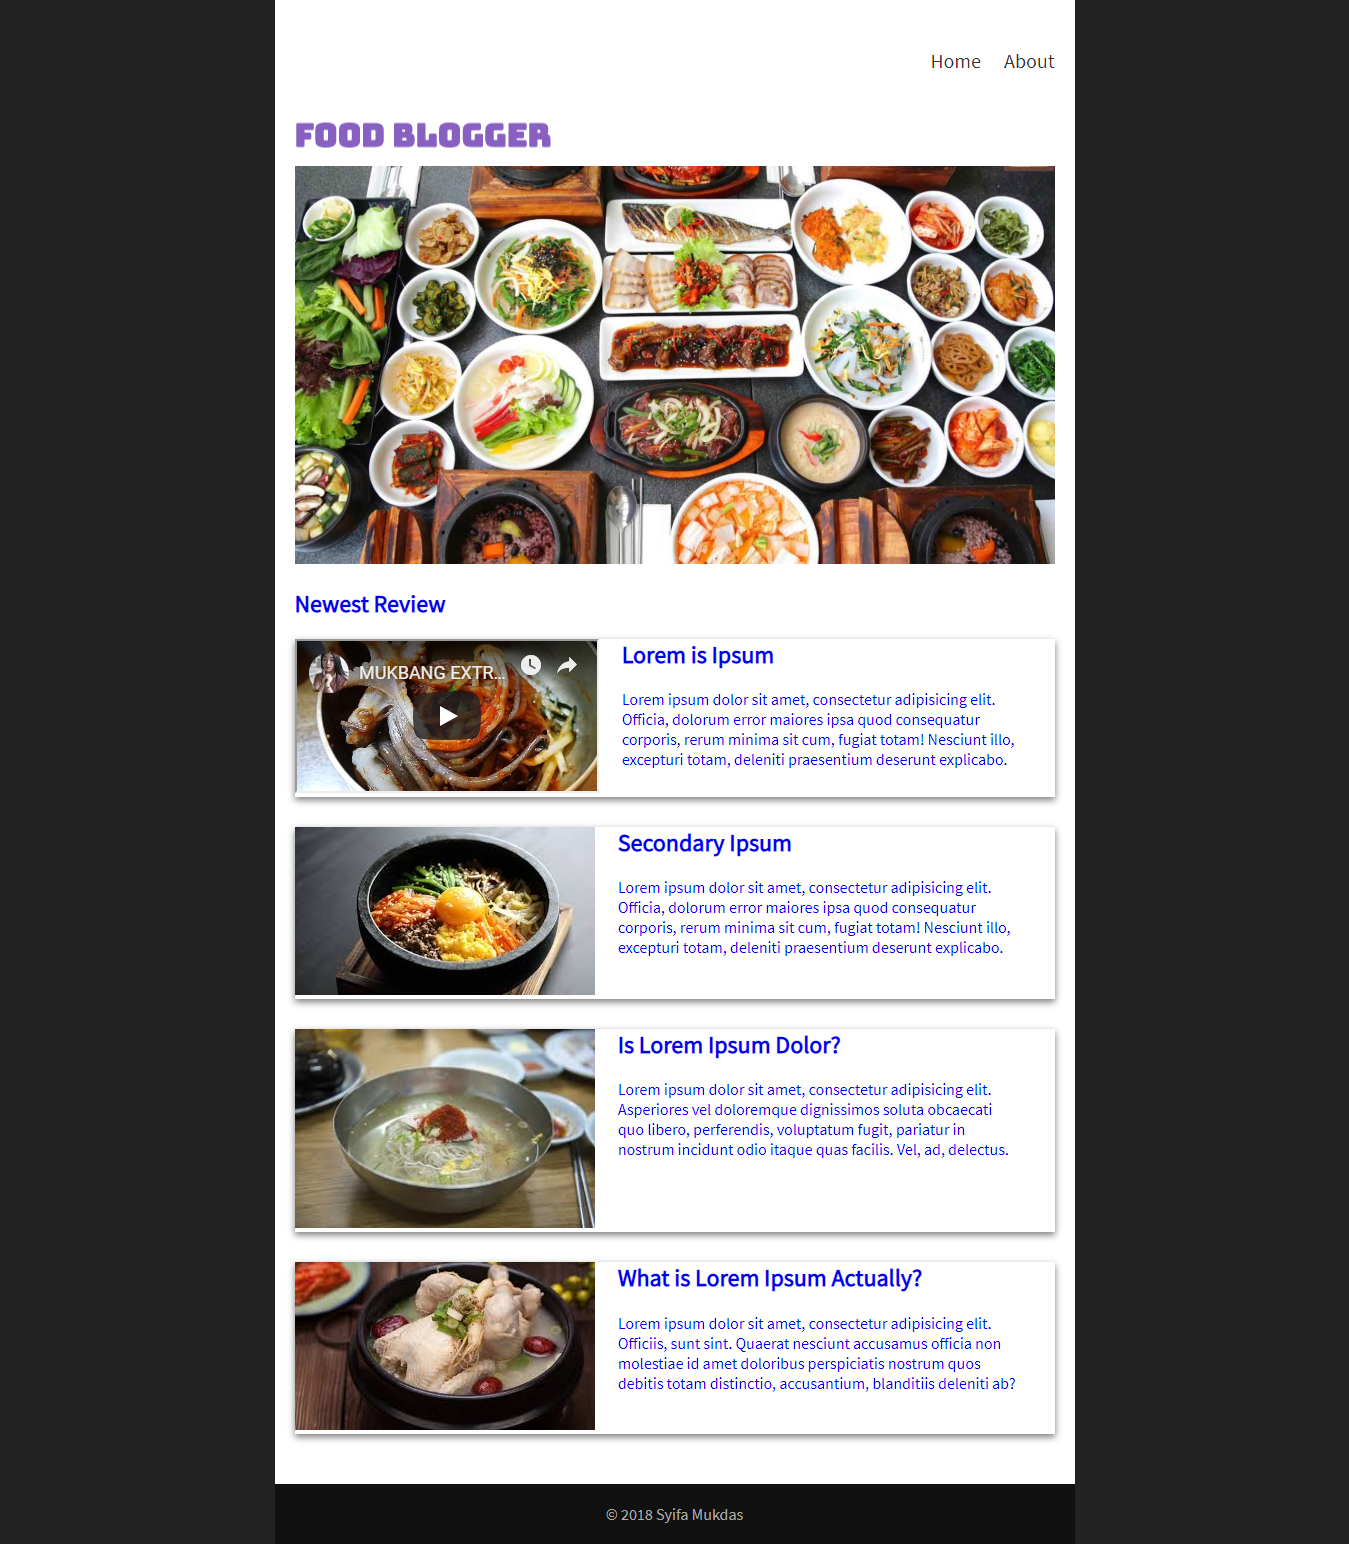 Home About
FOOD BLOGGER
Newest Review
MUKBANG EXTR...
Lorem is Ipsum
Lorem ipsum dolor sit amet, consectetur adipisicing elit.
Officia, dolorum error maiores ipsa quod consequatur
corporis, rerum minima sit cum, fugiat totam! Nesciunt illo,
excepturi totam, deleniti praesentium deserunt explicabo.
Secondary Ipsum
Lorem ipsum dolor sit amet, consectetur adipisicing elit.
Officia, dolorum error maiores ipsa quod consequatur
corporis, rerum minima sit cum, fugiat totam! Nesciunt illo,
excepturi totam, deleniti praesentium deserunt explicabo.
Is Lorem Ipsum Dolor?
Lorem ipsum dolor sit amet, consectetur adipisicing elit.
Asperiores vel doloremque dignissimos soluta obcaecati
quo libero, perferendis, voluptatum fugit, pariatur in
nostrum incidunt odio itaque quas facilis. Vel, ad, delectus.
What is Lorem Ipsum Actually?
Lorem ipsum dolor sit amet, consectetur adipisicing elit.
Officiis, sunt sint. Quaerat nesciunt accusamus officia non
molestiae id amet doloribus perspiciatis nostrum quos
debitis totam distinctio, accusantium, blanditiis deleniti ab?
© 2018 Syifa Mukdas